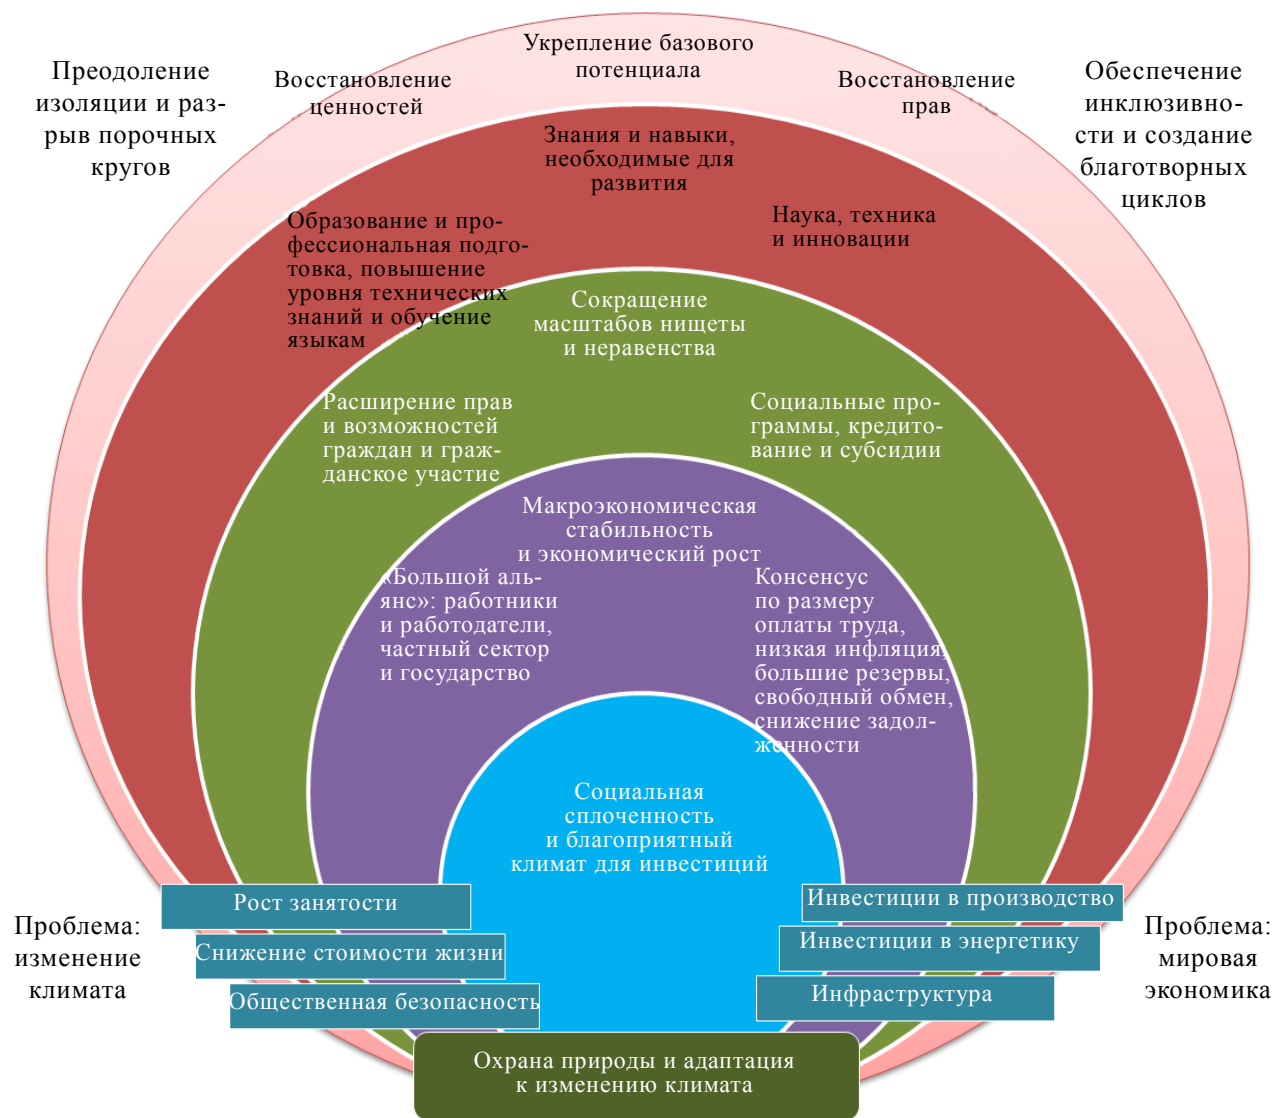 Преодоление
изоляции и раз-
рыв порочных
кругов
Восстановление
ценностей
Укрепление базового
потенциала
Восстановление
прав
Обеспечение
инклюзивно-
сти и создание
благотворных
циклов
Знания и навыки,
необходимые для
развития
Образование и про-
фессиональная подго-
товка, повышение
уровня технических
знаний и обучение
языкам
Наука, техника
и инновации
Сокращение
масштабов нищеты
и неравенства
Расширение прав
и возможностей
граждан и граж-
данское участие
Социальные про-
граммы, кредито-
вание и субсидии
Макроэкономическая
стабильность
и экономический рост
«Большой аль-
янс»: работники
и работодатели,
частный сектор
и государство
Консенсус
по размеру
оплаты труда,
низкая инфляция,
большие резервы,
свободный обмен,
снижение задол-
женности
Социальная
сплоченность
и благоприятный
климат для инвестиций
Рост занятости
Снижение стоимости жизни
Общественная безопасность
Инвестиции в производство
Инвестиции в энергетику
Инфраструктура
Проблема:
изменение
климата
Проблема:
мировая
экономика
Охрана природы и адаптация
к изменению климата